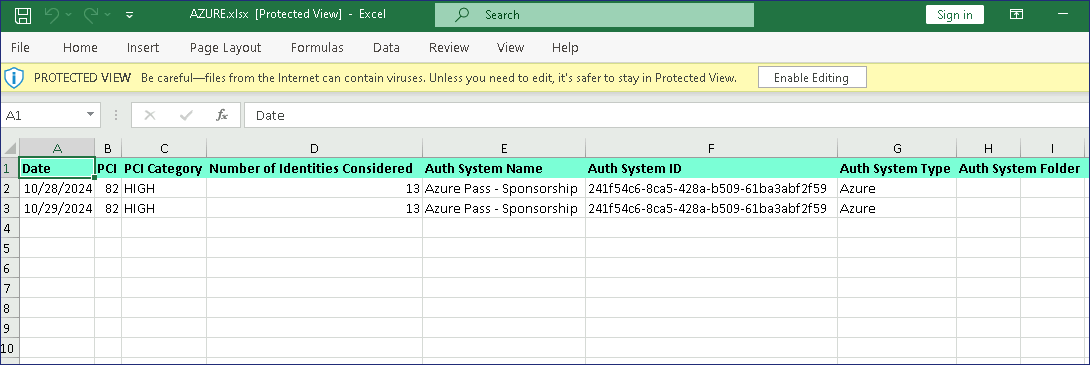 AZURE.xlsx [Protected View] - Excel Search Sign in
File Home Insert Page Layout Formulas Data Review View Help
PROTECTED VIEW Be careful—files from the Internet can contain viruses. Unless you need to edit, it's safer to stay in Protected View. Enable Editing
A1 fx Date
A B C D E F G H I
1 Date PCI PCI Category Number of Identities Considered Auth System Name Auth System ID Auth System Type Auth System Folder
2 10/28/2024 82 HIGH 13 Azure Pass - Sponsorship 241f54c6-8ca5-428a-b509-61ba3abf2f59 Azure
3 10/29/2024 82 HIGH 13 Azure Pass - Sponsorship 241f54c6-8ca5-428a-b509-61ba3abf2f59 Azure
4
5
6
7
8
9
10